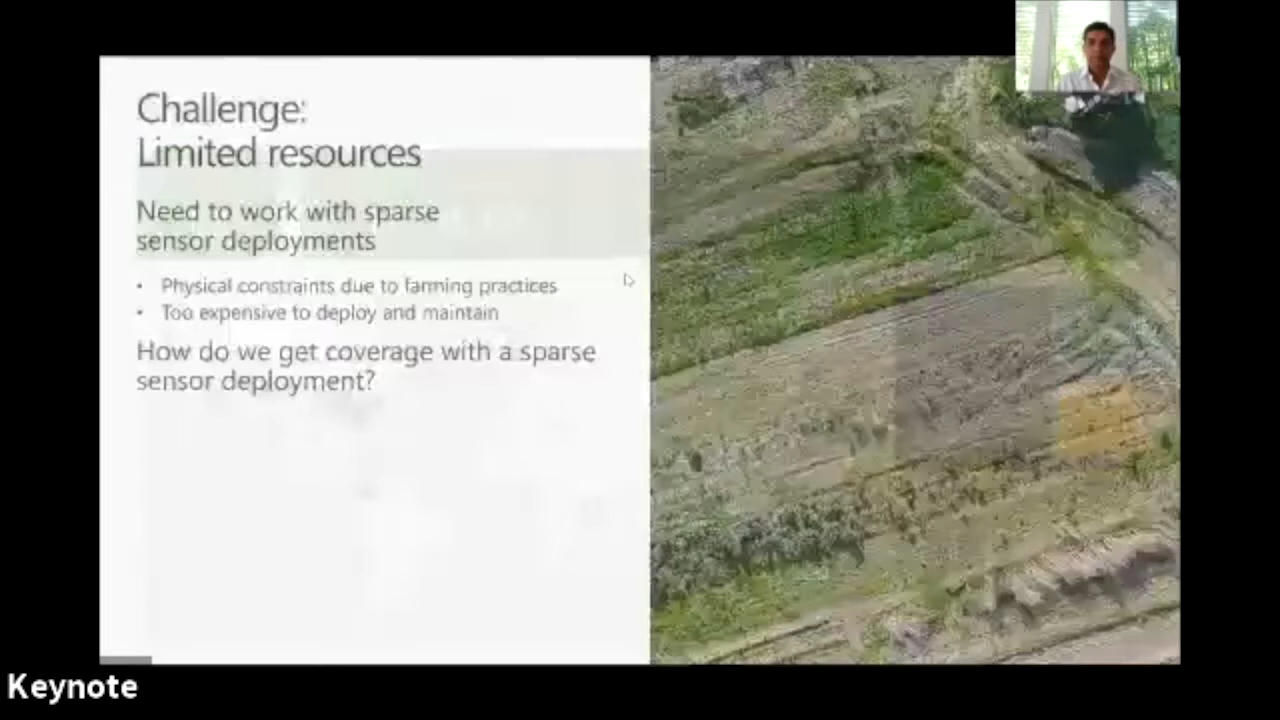 Challenge:
Limited resources
Need to work with sparse
sensor deployments
• Physical constraints due to farming practices
• Too expensive to deploy and maintain
How do we get coverage with a sparse
sensor deployment?
Keynote